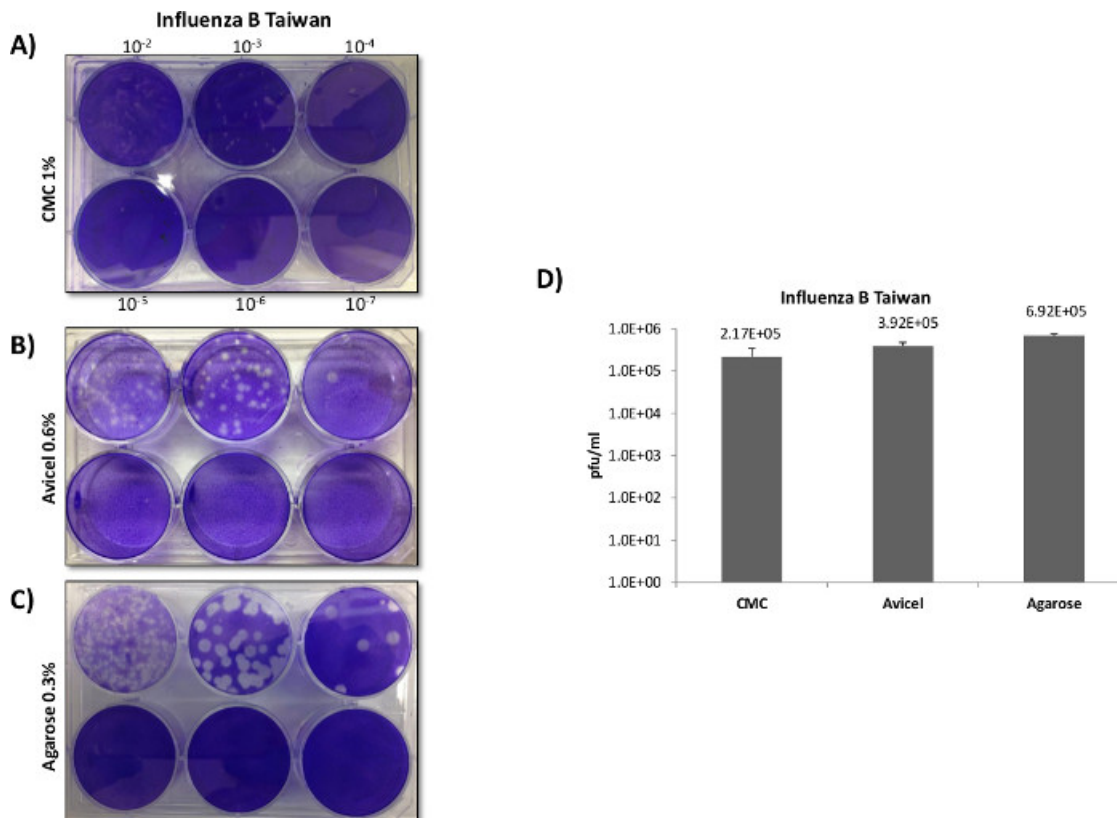 Influenza B Taiwan
A)
10-2 10-3 10-4
CMC 1%
10-5 10-6 10-7
B)
Avicel 0.6%
C)
Agarose 0.3%
D)
Influenza B Taiwan
2.17E+05 3.92E+05 6.92E+05
pfu/ml
1.0E+06
1.0E+05
1.0E+04
1.0E+03
1.0E+02
1.0E+01
1.0E+00
CMC Avicel Agarose